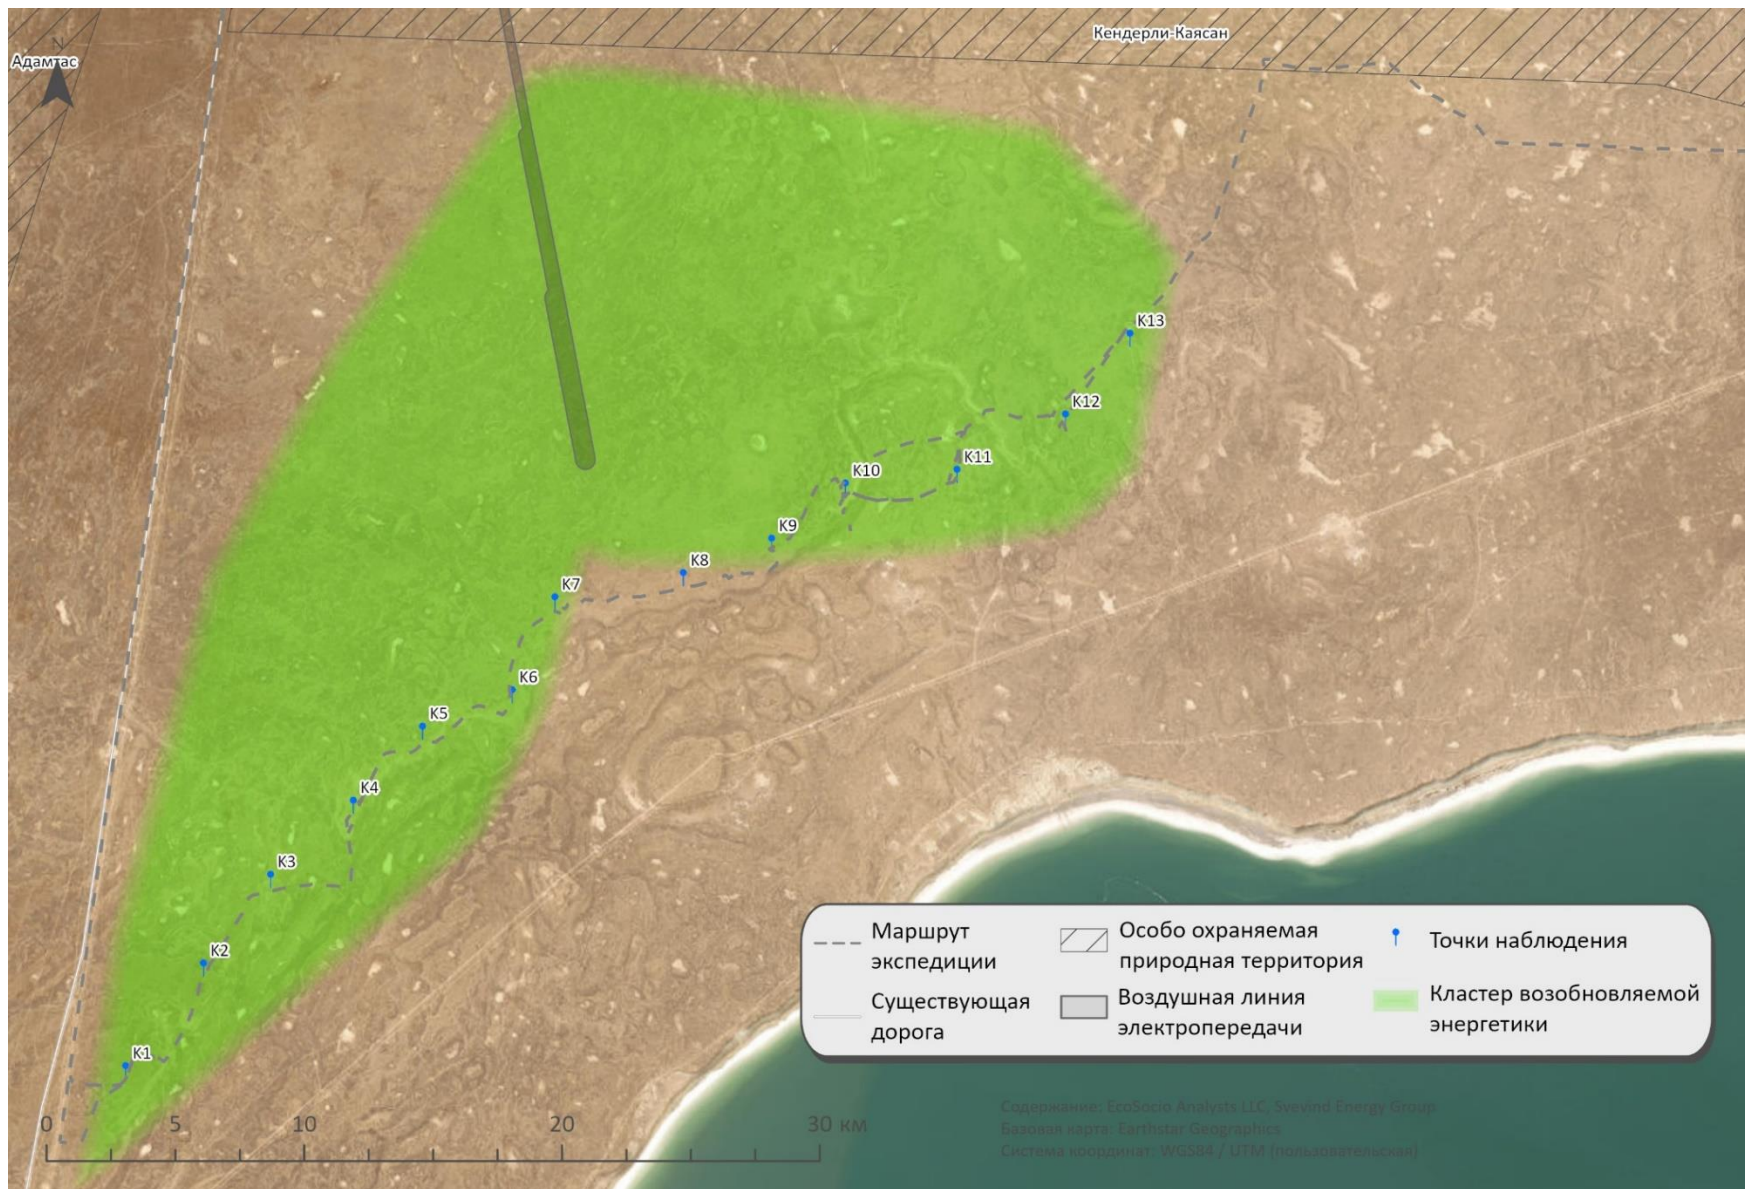 Кендерли-Каясан
Адамтас
N
K13
K12
K11
K10
K9
K8
K7
K6
K5
K4
K3
K2
K1
Маршрут
экспедиции
Существующая
дорога
Особо охраняемая
природная территория
Воздушная линия
электропередачи
Точки наблюдения
Кластер возобновляемой
энергетики
0 5 10 20 30 км
Содержание: EcoSocio Analysts LLC, Svevind Energy Group
Базовая карта: Earthstar Geographics
Система координат: WGS84 / UTM (пользовательская)